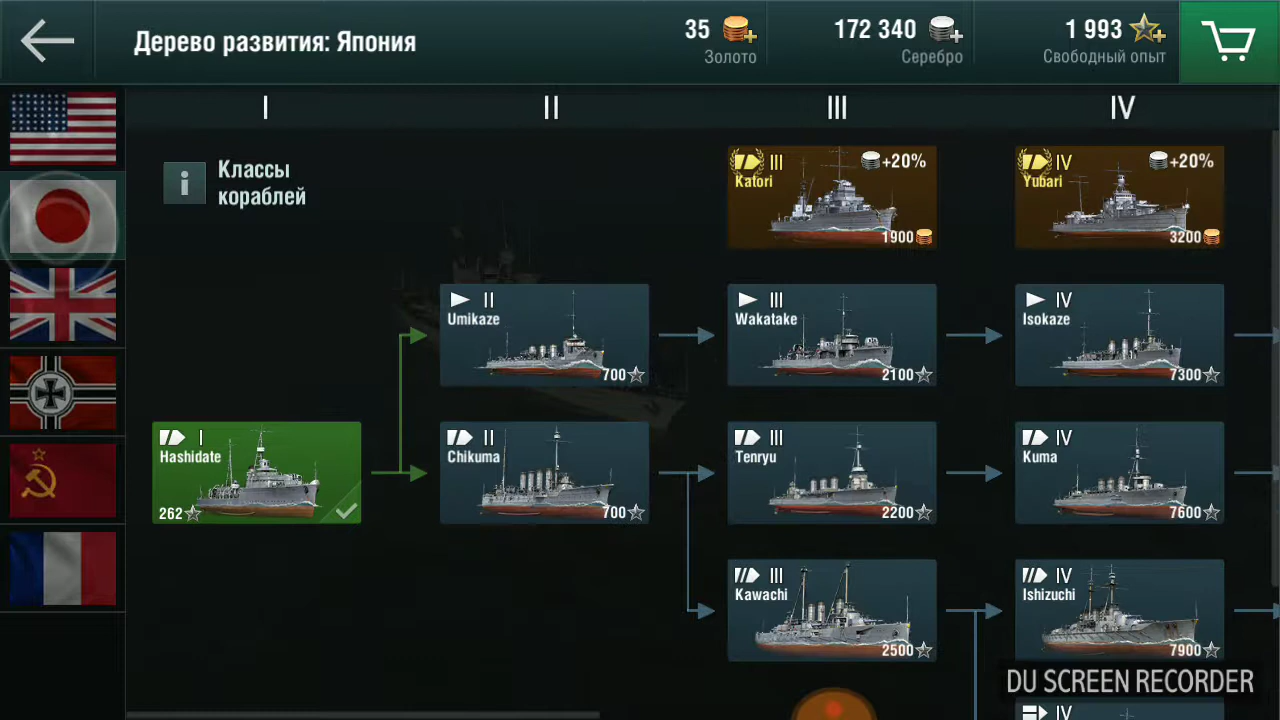 Дерево развития: Япония
35
Золото
172 340
Серебро
1 993
Свободный опыт
I
II
III
IV
Классы
кораблей
III +20%
Katori
1900
IV +20%
Yubari
3200
II
Umikaze
700
III
Wakatake
2100
IV
Isokaze
7300
I
Hashidate
262
II
Chikuma
700
III
Tenryu
2200
IV
Kuma
7600
III
Kawachi
2500
IV
Ishizuchi
7900
DU SCREEN RECORDER
IV